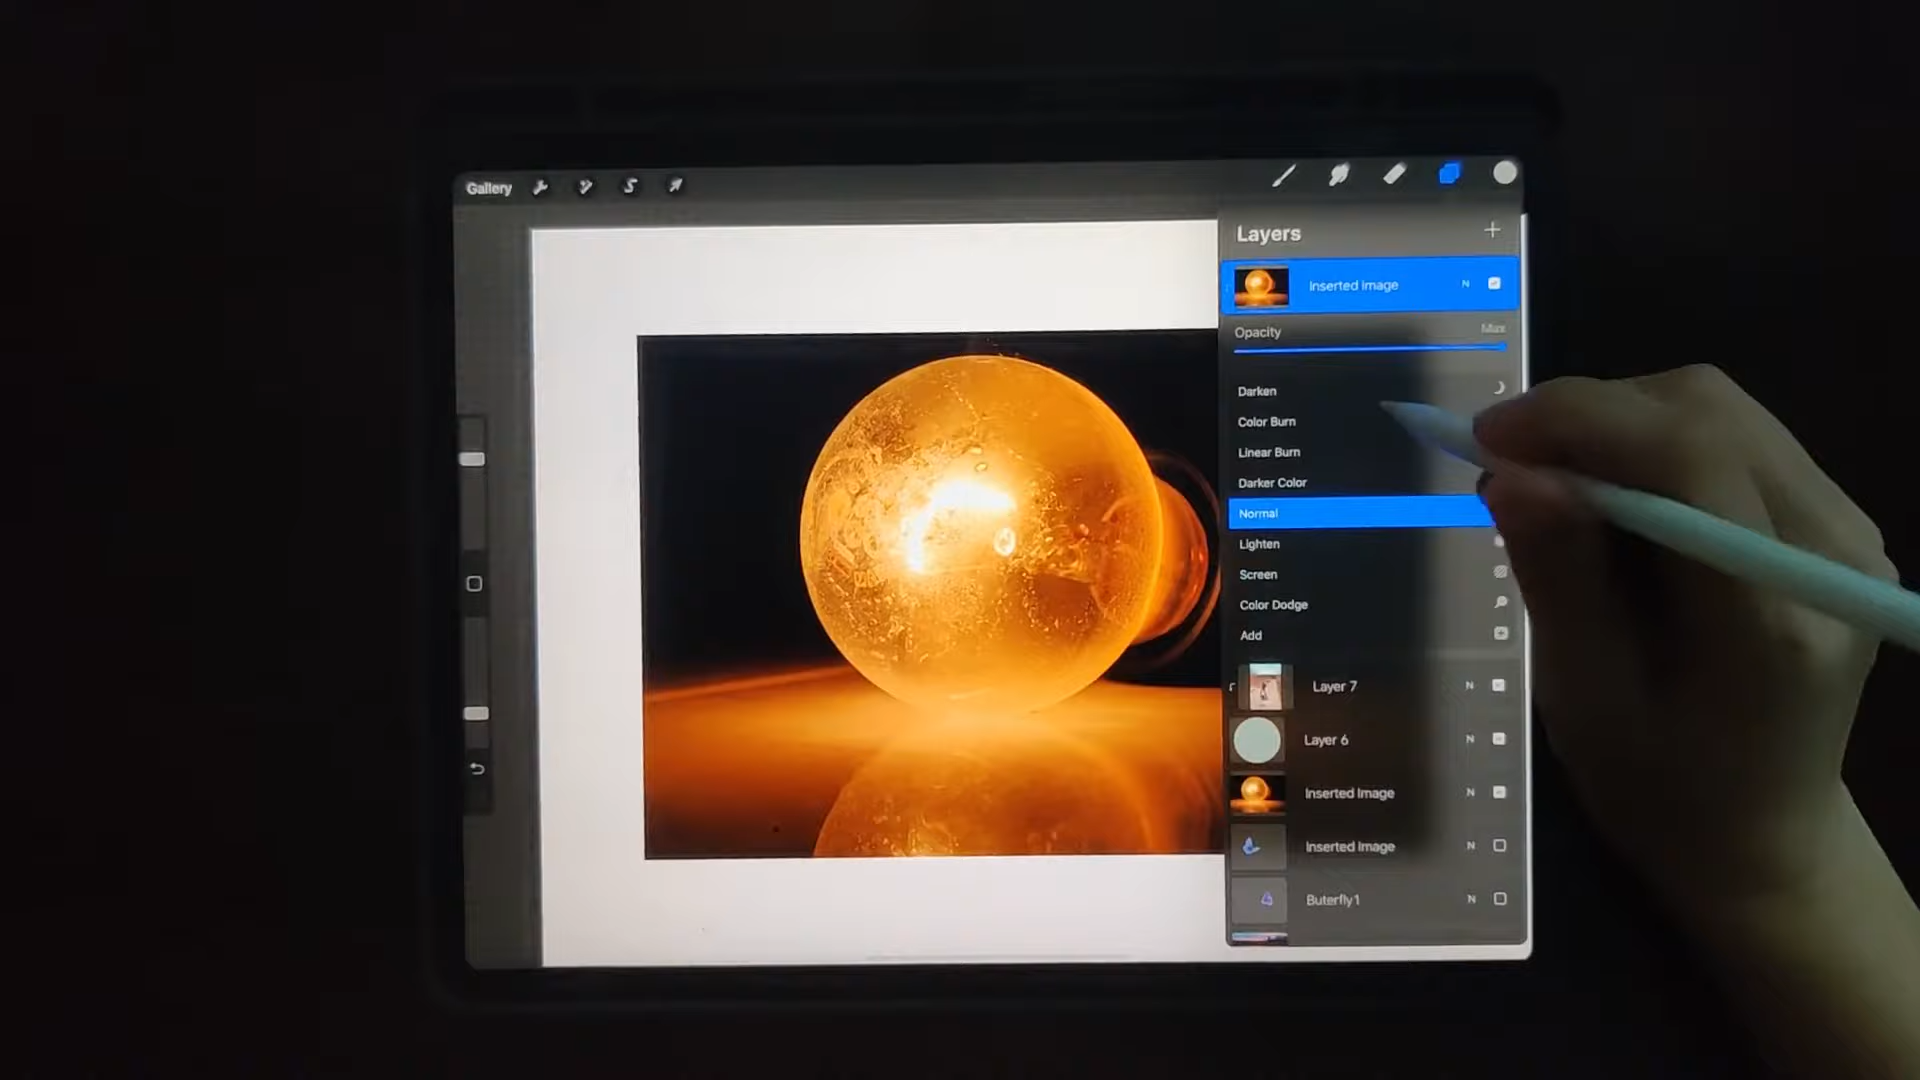 Gallery
Layers
Inserted Image N
Opacity Max
Darken
Color Burn
Linear Burn
Darker Color
Normal
Lighten
Screen
Color Dodge
Add
Layer 7 N
Layer 6 N
Inserted Image N
Inserted Image N
Buterfly1 N